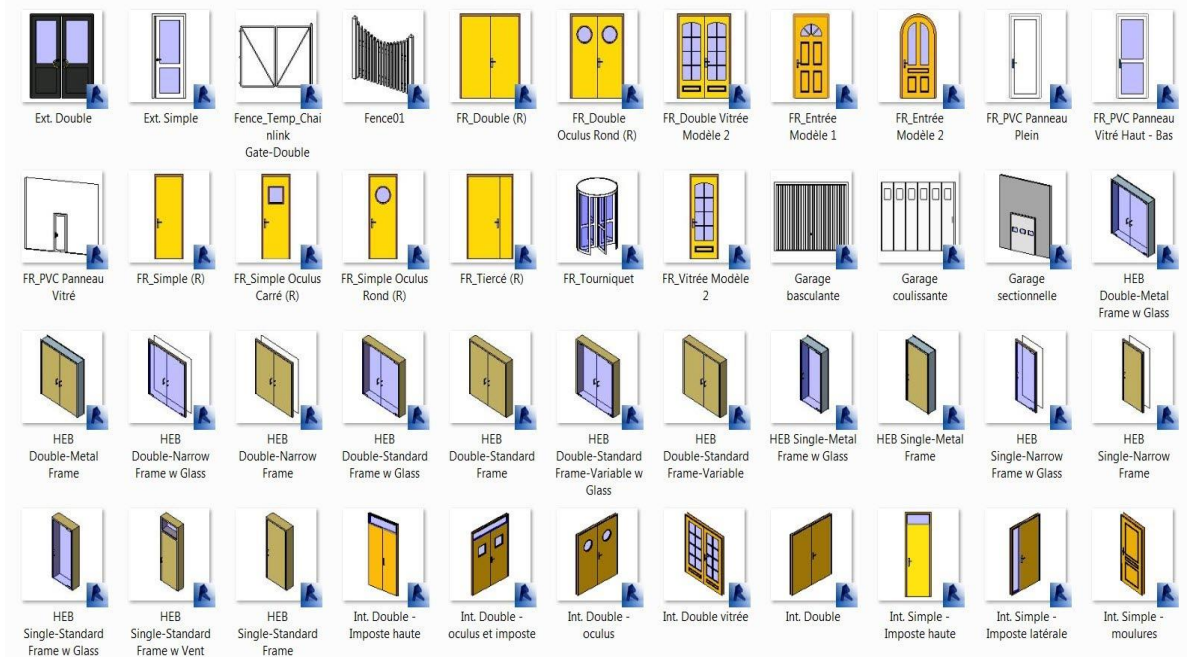 Ext. Double
Ext. Simple
Fence_Temp_Chai
nlink
Gate-Double
Fence01
FR_Double (R)
FR_Double
Oculus Rond (R)
FR_Double Vitrée
Modèle 2
FR_Entrée
Modèle 1
FR_Entrée
Modèle 2
FR_PVC Panneau
Plein
FR_PVC Panneau
Vitré Haut - Bas
FR_PVC Panneau
Vitré
FR_Simple (R)
FR_Simple Oculus
Carré (R)
FR_Simple Oculus
Rond (R)
FR_Tiercé (R)
FR_Tourniquet
FR_Vitrée Modèle
2
Garage
basculante
Garage
coulissante
Garage
sectionnelle
HEB
Double-Metal
Frame w Glass
HEB
Double-Metal
Frame
HEB
Double-Narrow
Frame w Glass
HEB
Double-Narrow
Frame
HEB
Double-Standard
Frame w Glass
HEB
Double-Standard
Frame
HEB
Double-Standard
Frame-Variable w
Glass
HEB
Double-Standard
Frame-Variable
HEB Single-Metal
Frame w Glass
HEB Single-Metal
Frame
HEB
Single-Narrow
Frame w Glass
HEB
Single-Narrow
Frame
HEB
Single-Standard
Frame w Glass
HEB
Single-Standard
Frame w Vent
HEB
Single-Standard
Frame
Int. Double -
Imposte haute
Int. Double -
oculus et imposte
Int. Double -
oculus
Int. Double vitrée
Int. Double
Int. Simple -
Imposte haute
Int. Simple -
Imposte latérale
Int. Simple -
moulures